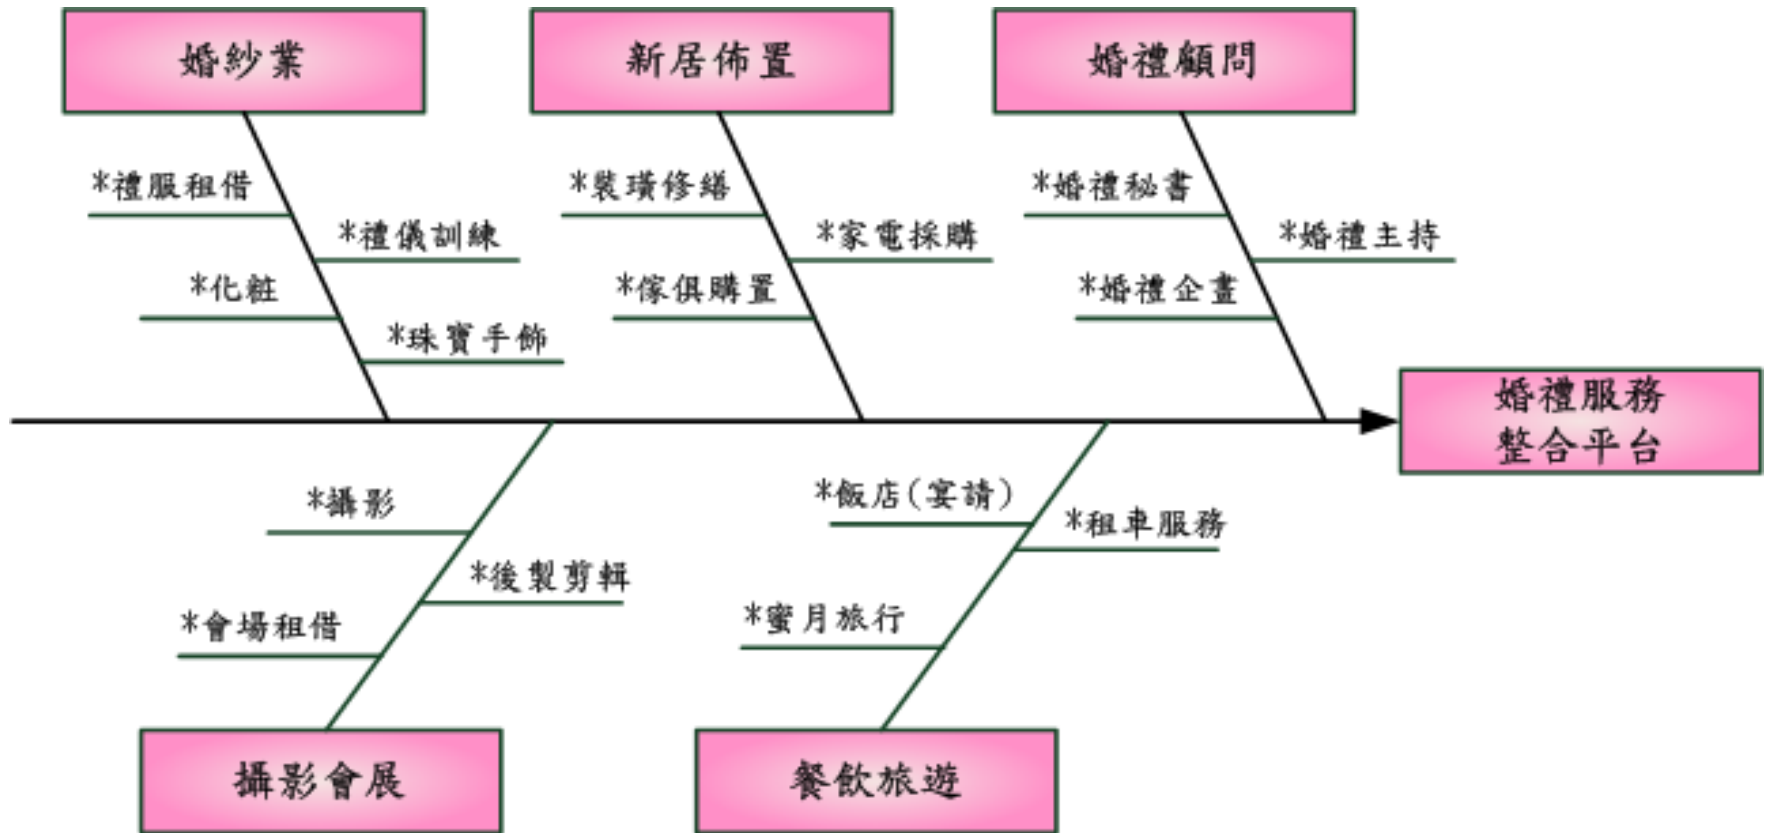 婚紗業
新居佈置
婚禮顧問
*禮服租借
*禮儀訓練
*化粧
*珠寶手飾
*裝璜修繕
*家電採購
*傢俱購置
*婚禮秘書
*婚禮主持
*婚禮企畫
婚禮服務
整合平台
*攝影
*後製剪輯
*會場租借
*飯店(宴請)
*租車服務
*蜜月旅行
攝影會展
餐飲旅遊